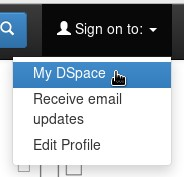 Sign on to:
My DSpace
Receive email
updates
Edit Profile